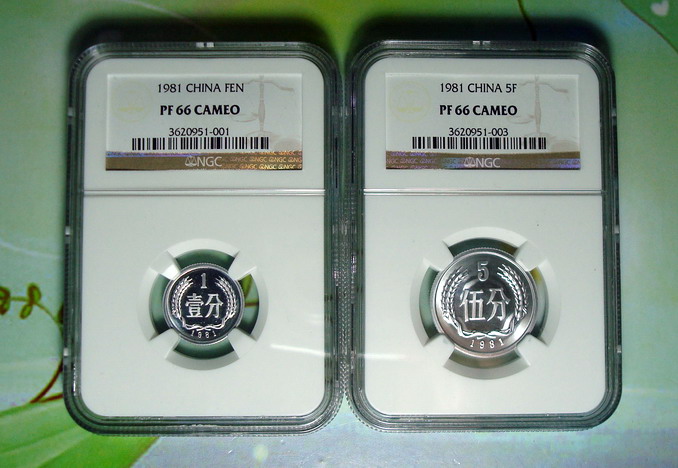 1981 CHINA FEN
PF 66 CAMEO
3620951-001
NGC
1
壹分
1981
1981 CHINA 5F
PF 66 CAMEO
3620951-003
NGC
5
伍分
1981